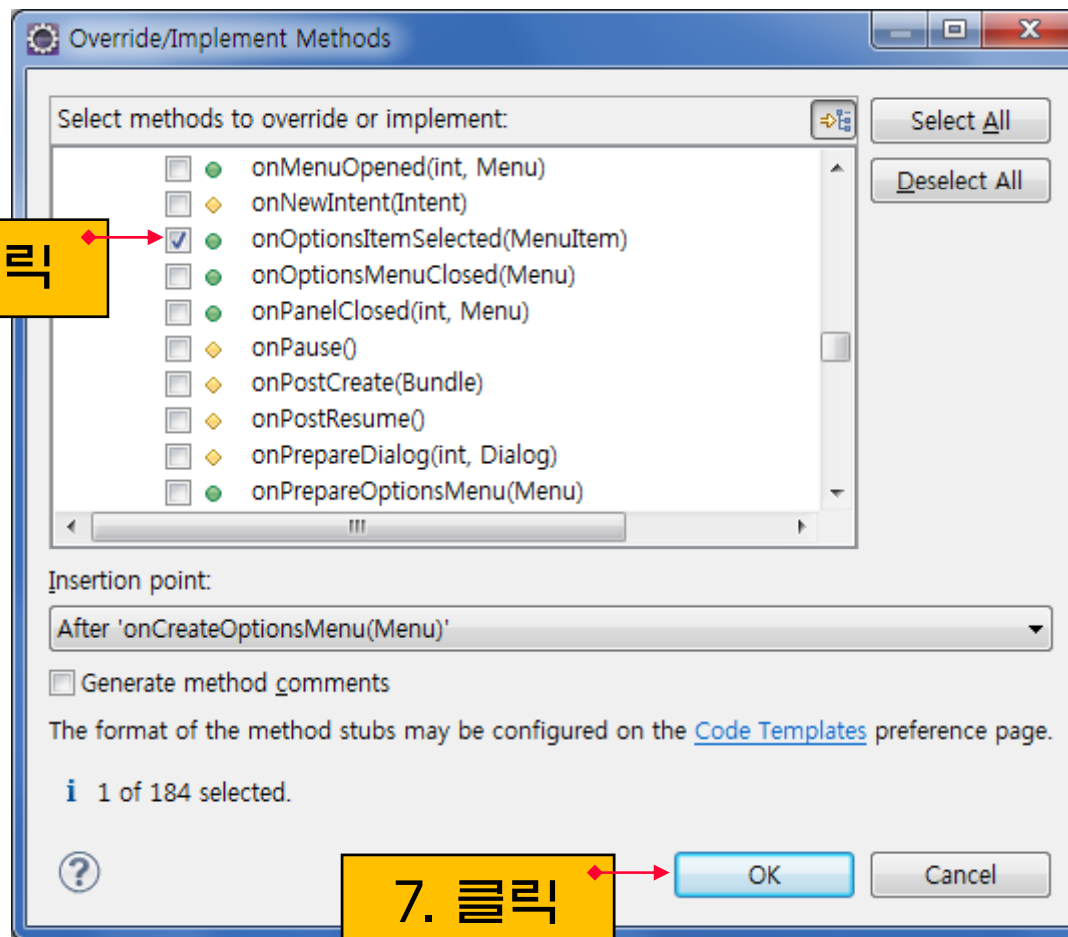 Override/Implement Methods
Select methods to override or implement:
Select All
Deselect All
onMenuOpened(int, Menu)
onNewIntent(Intent)
릭
onOptionsItemSelected(MenuItem)
onOptionsMenuClosed(Menu)
onPanelClosed(int, Menu)
onPause()
onPostCreate(Bundle)
onPostResume()
onPrepareDialog(int, Dialog)
onPrepareOptionsMenu(Menu)
Insertion point:
After 'onCreateOptionsMenu(Menu)'
Generate method comments
The format of the method stubs may be configured on the Code Templates preference page.
i 1 of 184 selected.
?
7. 클릭
OK
Cancel